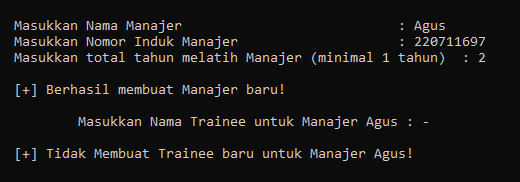 Masukkan Nama Manajer : Agus
Masukkan Nomor Induk Manajer : 220711697
Masukkan total tahun melatih Manajer (minimal 1 tahun) : 2
[+] Berhasil membuat Manajer baru!
Masukkan Nama Trainee untuk Manajer Agus : -
[+] Tidak Membuat Trainee baru untuk Manajer Agus!